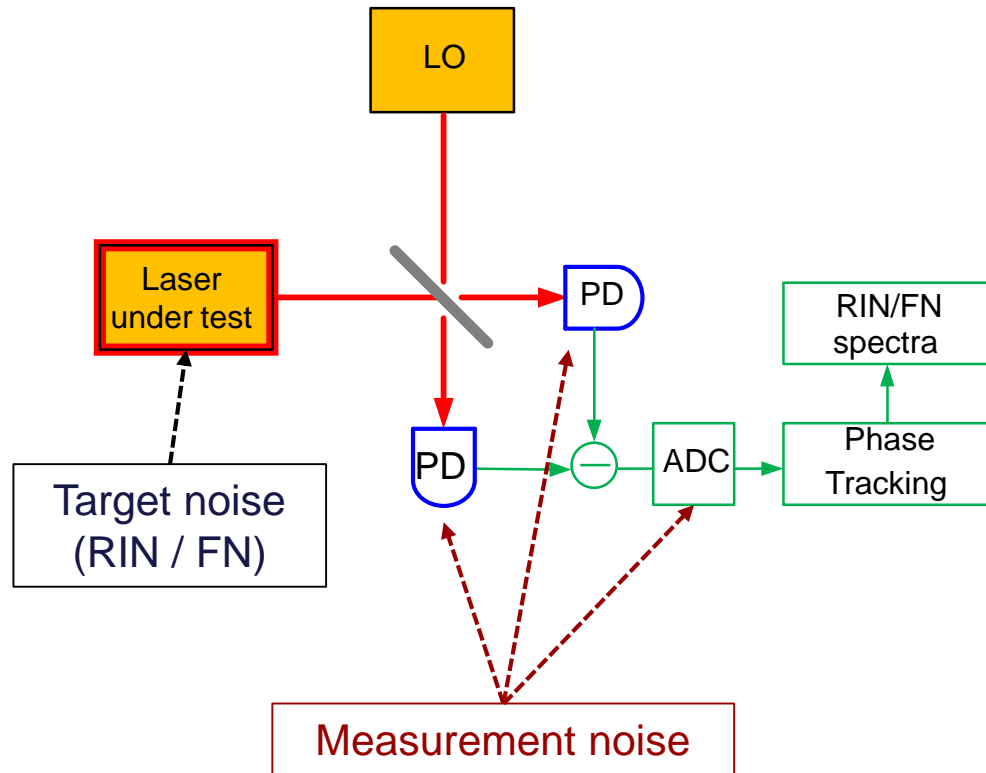 LO
Laser
under test
PD
PD
ADC
RIN/FN
spectra
Phase
Tracking
Target noise
(RIN / FN)
Measurement noise